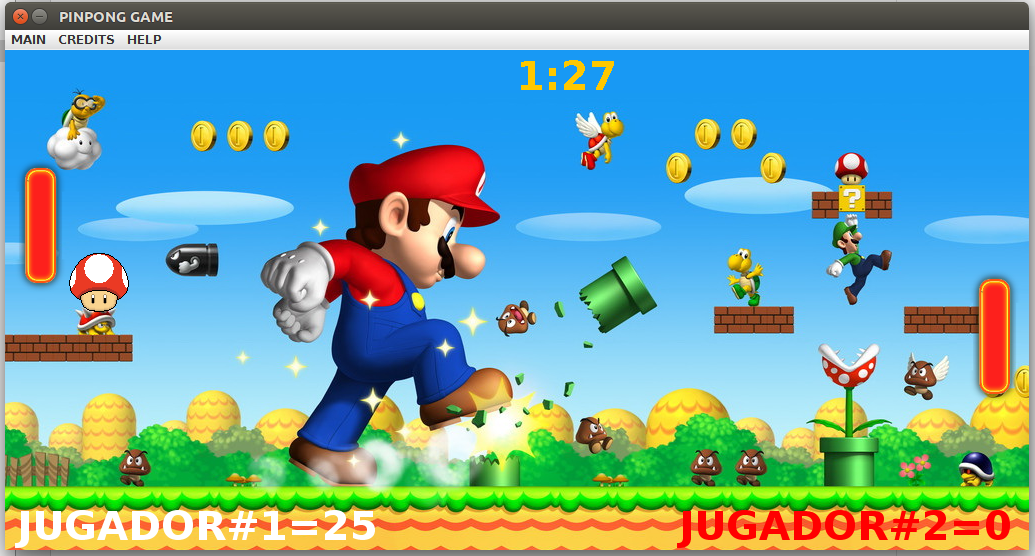 PINPONG GAME
MAIN CREDITS HELP
1:27
?
JUGADOR#1=25
JUGADOR#2=0